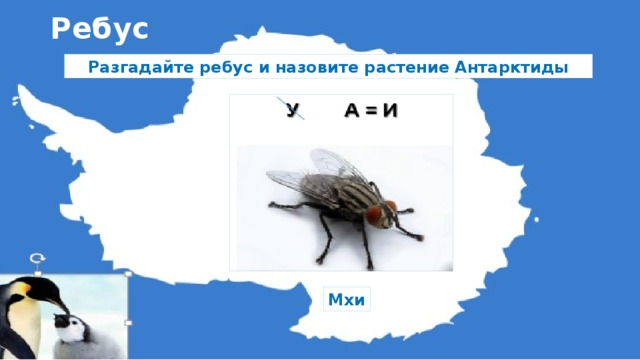 Ребус
Разгадайте ребус и назовите растение Антарктиды
У А = И
Мхи